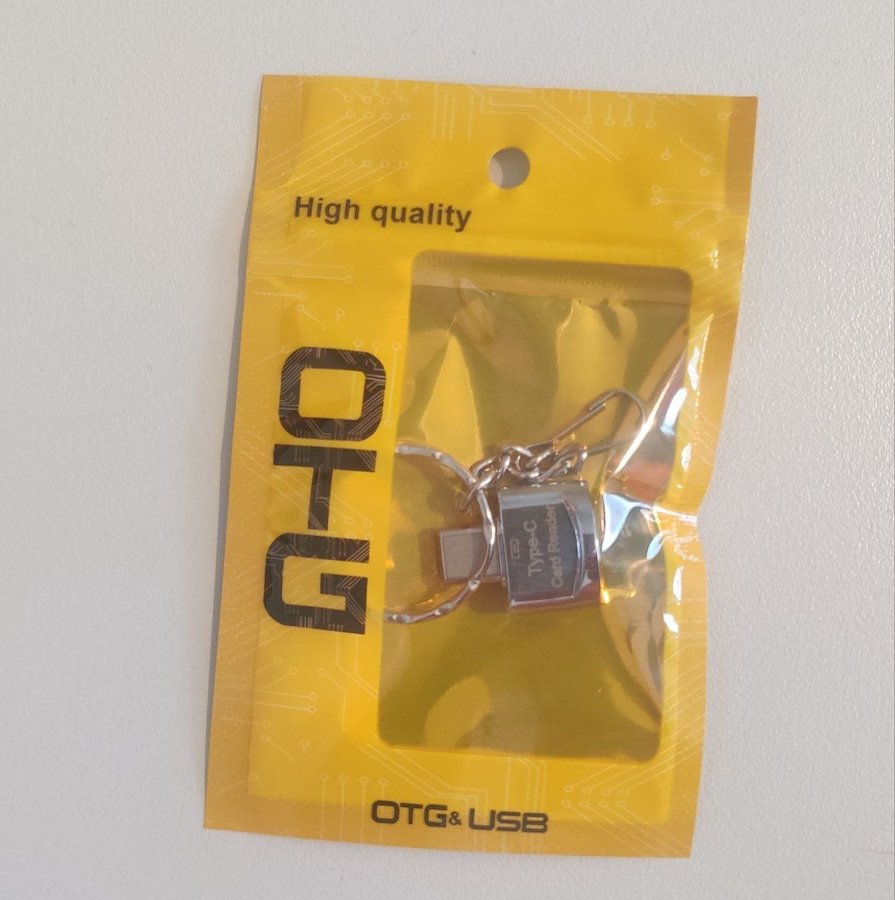 High quality
OTG
Type-C
Card Reader
OTG& USB